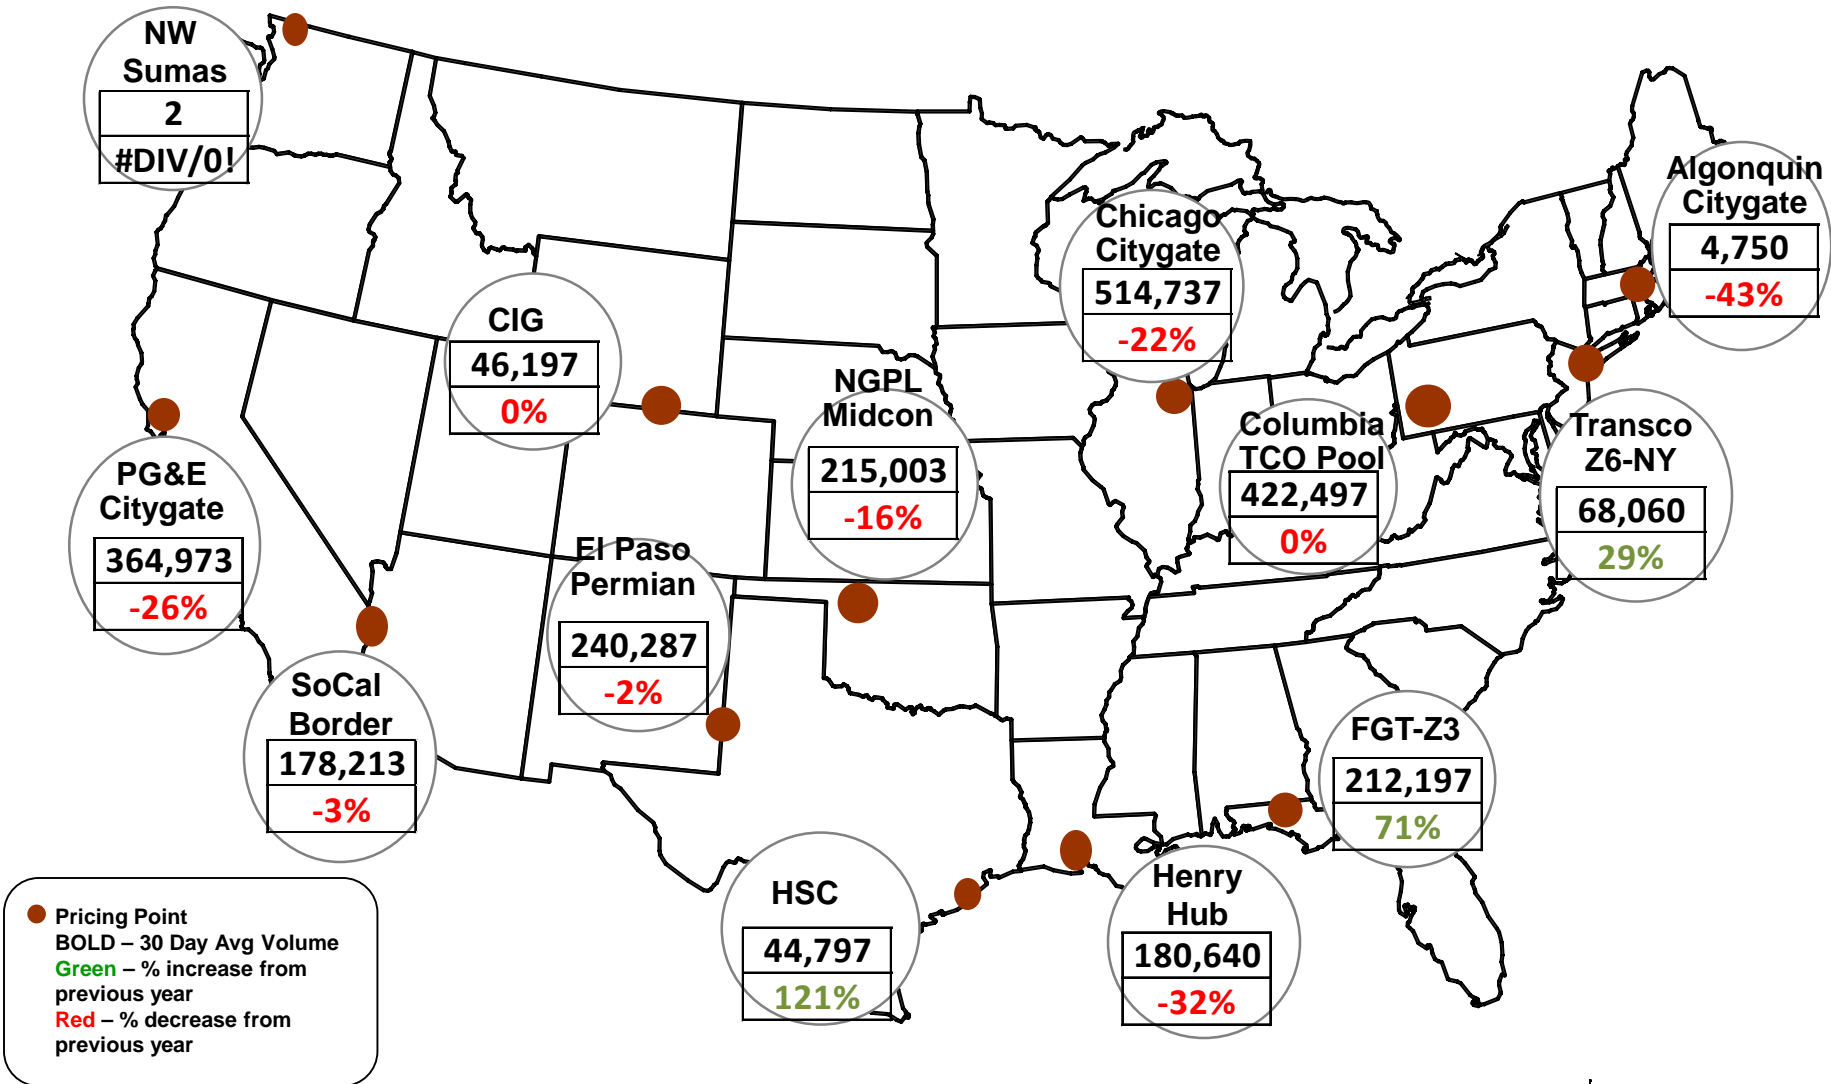 NW
Sumas
2
#DIV/0!
Algonquin
Citygate
4,750
-43%
Chicago
Citygate
514,737
-22%
CIG
46,197
0%
NGPL
Midcon
215,003
-16%
Columbia
TCO Pool
422,497
0%
Transco
Z6-NY
68,060
29%
PG&E
Citygate
364,973
-26%
El Paso
Permian
240,287
-2%
SoCal
Border
178,213
-3%
FGT-Z3
212,197
71%
HSC
44,797
121%
Henry
Hub
180,640
-32%
Pricing Point
BOLD – 30 Day Avg Volume
Green – % increase from
previous year
Red – % decrease from
previous year